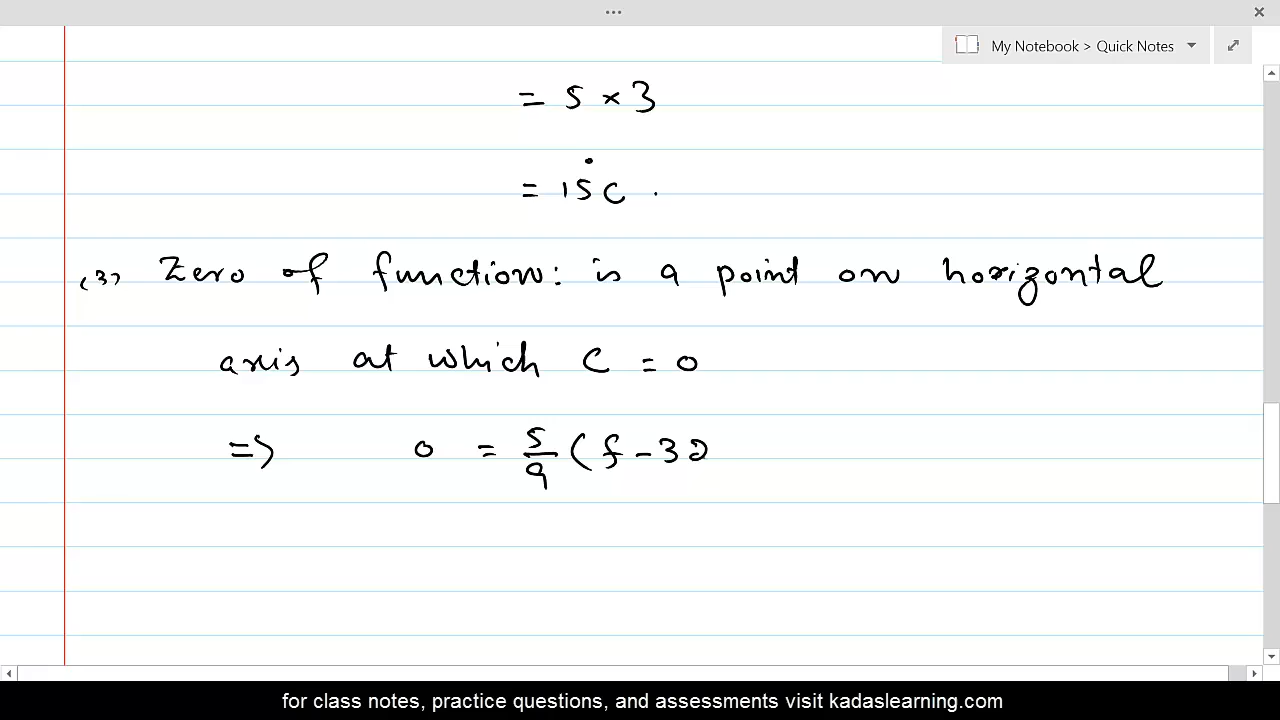 My Notebook > Quick Notes
= 5 × 3
= 15°C .
(3) Zero of function: is a point on horizontal
axis at which C = 0
=> 0 = 5/9 (f - 32
for class notes, practice questions, and assessments visit kadaslearning.com